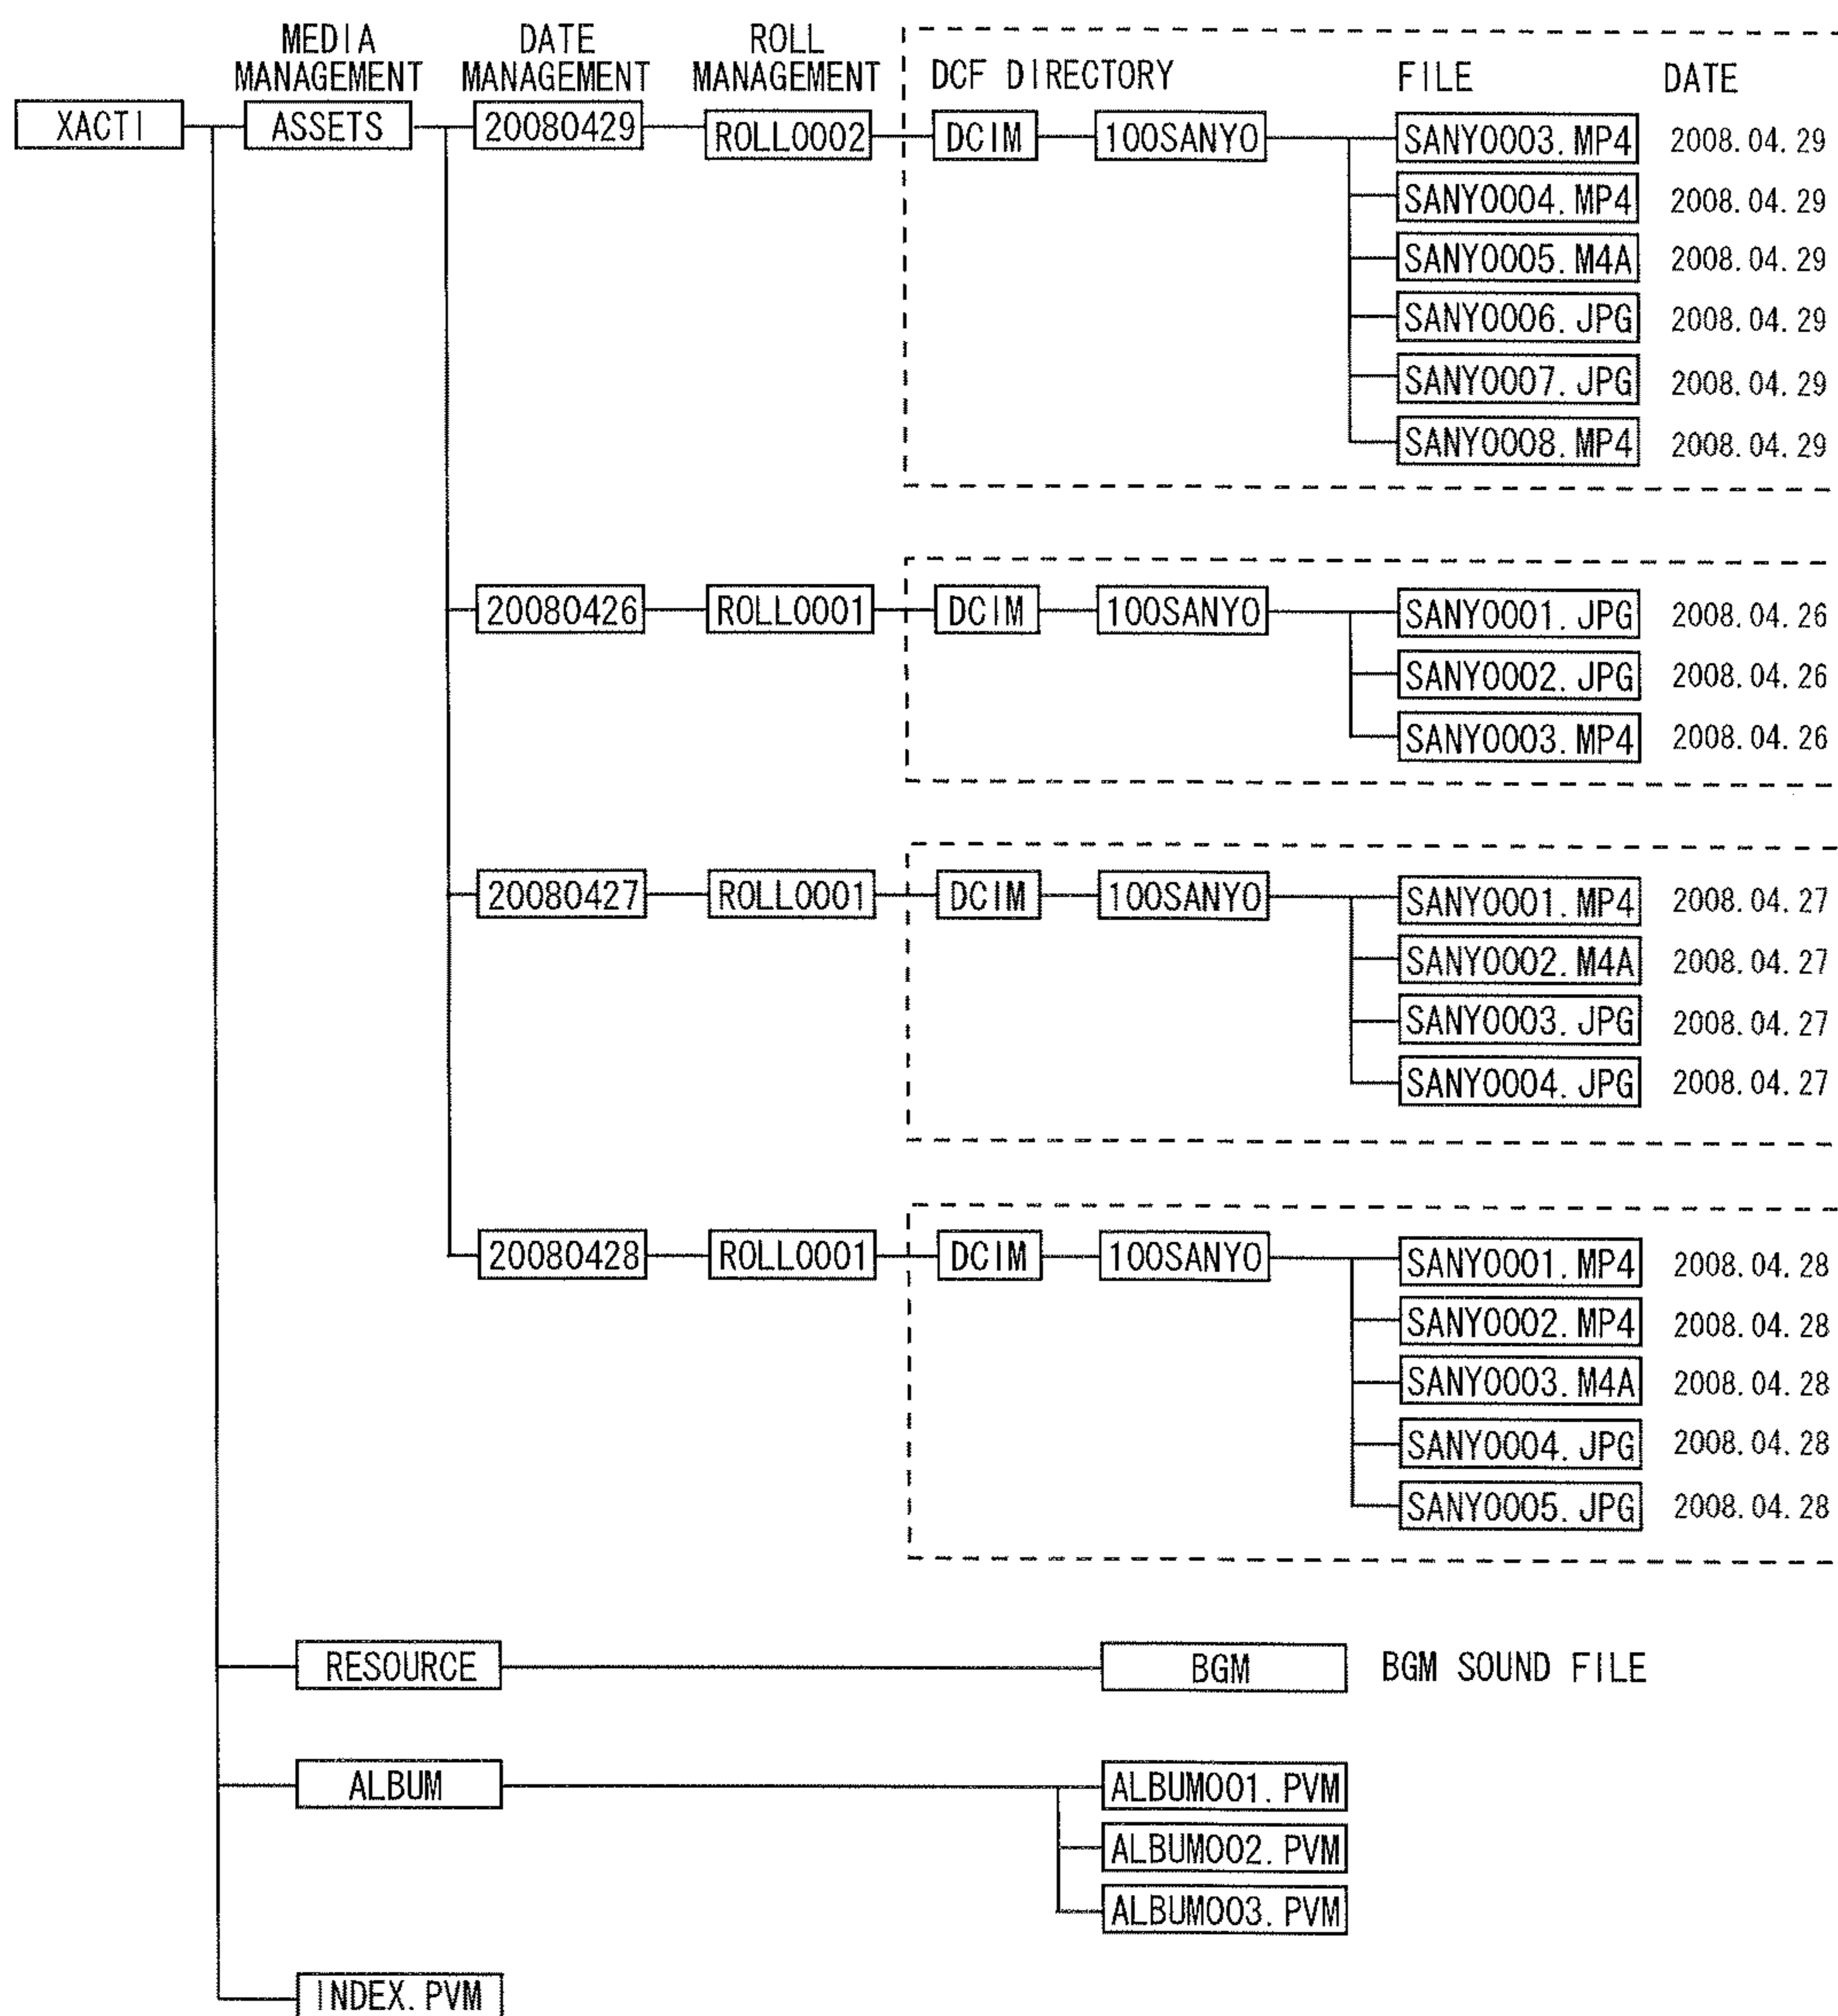 MEDIA MANAGEMENT
DATE MANAGEMENT
ROLL MANAGEMENT
DCF DIRECTORY
FILE
DATE
XACTI
ASSETS
20080429
ROLL0002
DCIM
100SANYO
SANY0003.MP4 2008.04.29
SANY0004.MP4 2008.04.29
SANY0005.M4A 2008.04.29
SANY0006.JPG 2008.04.29
SANY0007.JPG 2008.04.29
SANY0008.MP4 2008.04.29
20080426
ROLL0001
DCIM
100SANYO
SANY0001.JPG 2008.04.26
SANY0002.JPG 2008.04.26
SANY0003.MP4 2008.04.26
20080427
ROLL0001
DCIM
100SANYO
SANY0001.MP4 2008.04.27
SANY0002.M4A 2008.04.27
SANY0003.JPG 2008.04.27
SANY0004.JPG 2008.04.27
20080428
ROLL0001
DCIM
100SANYO
SANY0001.MP4 2008.04.28
SANY0002.MP4 2008.04.28
SANY0003.M4A 2008.04.28
SANY0004.JPG 2008.04.28
SANY0005.JPG 2008.04.28
RESOURCE
BGM
BGM SOUND FILE
ALBUM
ALBUM001.PVM
ALBUM002.PVM
ALBUM003.PVM
INDEX.PVM